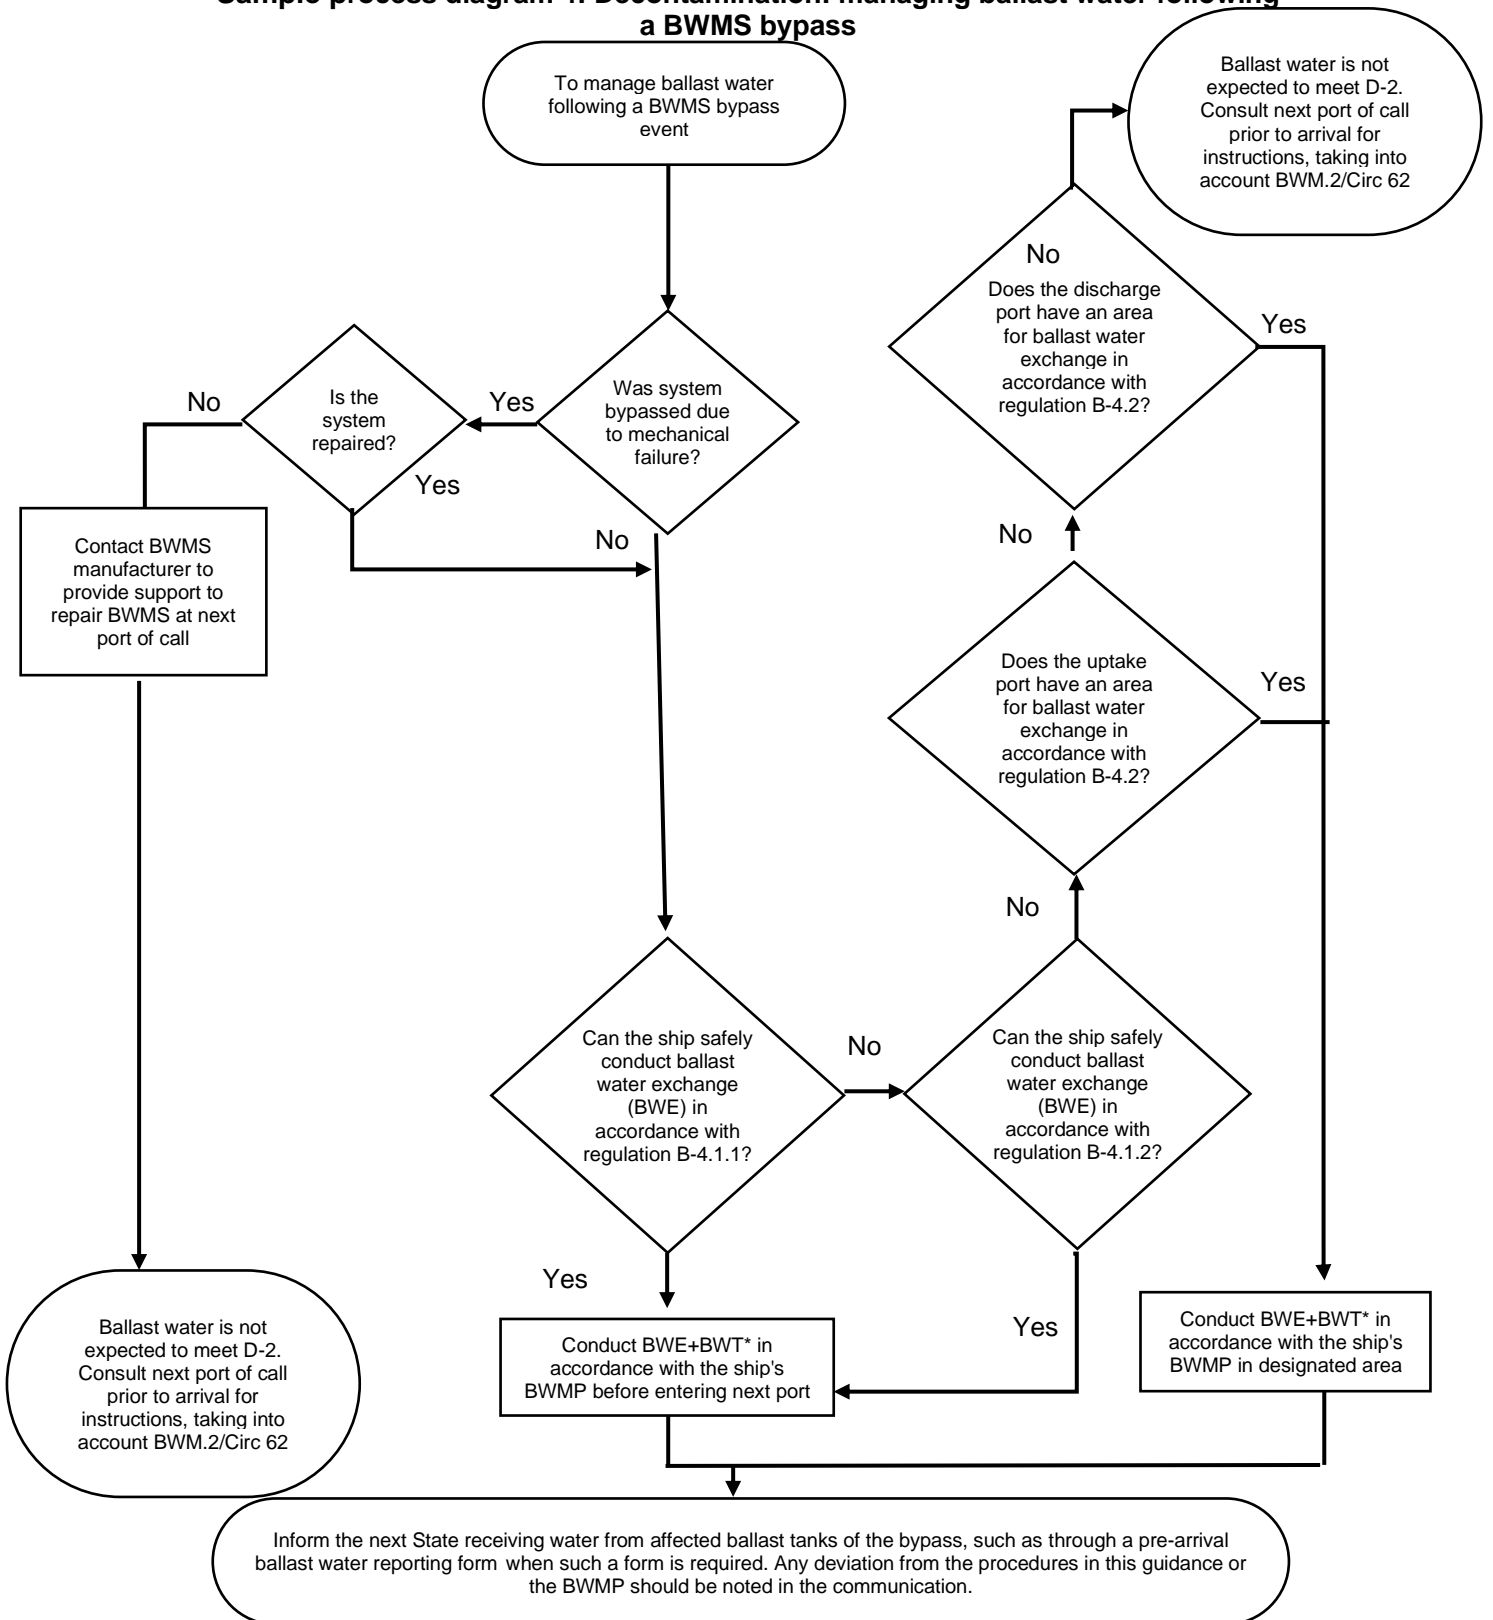 Sample process diagram 4: Decontamination: managing ballast water following
a BWMS bypass
To manage ballast water
following a BWMS bypass
event
Ballast water is not
expected to meet D-2.
Consult next port of call
prior to arrival for
instructions, taking into
account BWM.2/Circ 62
No
Does the discharge
port have an area
for ballast water
exchange in
accordance with
regulation B-4.2?
Yes
Was system
bypassed due
to mechanical
failure?
Yes
Is the
system
repaired?
No
Yes
No
Contact BWMS
manufacturer to
provide support to
repair BWMS at next
port of call
No
Does the uptake
port have an area
for ballast water
exchange in
accordance with
regulation B-4.2?
Yes
No
Can the ship safely
conduct ballast
water exchange
(BWE) in
accordance with
regulation B-4.1.1?
No
Can the ship safely
conduct ballast
water exchange
(BWE) in
accordance with
regulation B-4.1.2?
Yes
Yes
Ballast water is not
expected to meet D-2.
Consult next port of call
prior to arrival for
instructions, taking into
account BWM.2/Circ 62
Conduct BWE+BWT* in
accordance with the ship's
BWMP before entering next port
Conduct BWE+BWT* in
accordance with the ship's
BWMP in designated area
Inform the next State receiving water from affected ballast tanks of the bypass, such as through a pre-arrival
ballast water reporting form when such a form is required. Any deviation from the procedures in this guidance or
the BWMP should be noted in the communication.